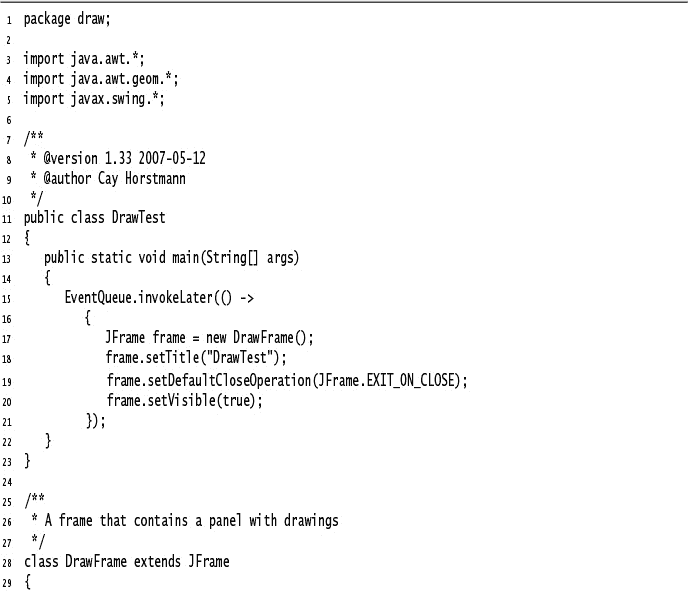 1 package draw;
2
3 import java.awt.*;
4 import java.awt.geom.*;
5 import javax.swing.*;
6
7 /**
8  * @version 1.33 2007-05-12
9  * @author Cay Horstmann
10  */
11 public class DrawTest
12 {
13    public static void main(String[] args)
14    {
15       EventQueue.invokeLater(() ->
16          {
17             JFrame frame = new DrawFrame();
18             frame.setTitle("DrawTest");
19             frame.setDefaultCloseOperation(JFrame.EXIT_ON_CLOSE);
20             frame.setVisible(true);
21          });
22    }
23 }
24
25 /**
26  * A frame that contains a panel with drawings
27  */
28 class DrawFrame extends JFrame
29 {